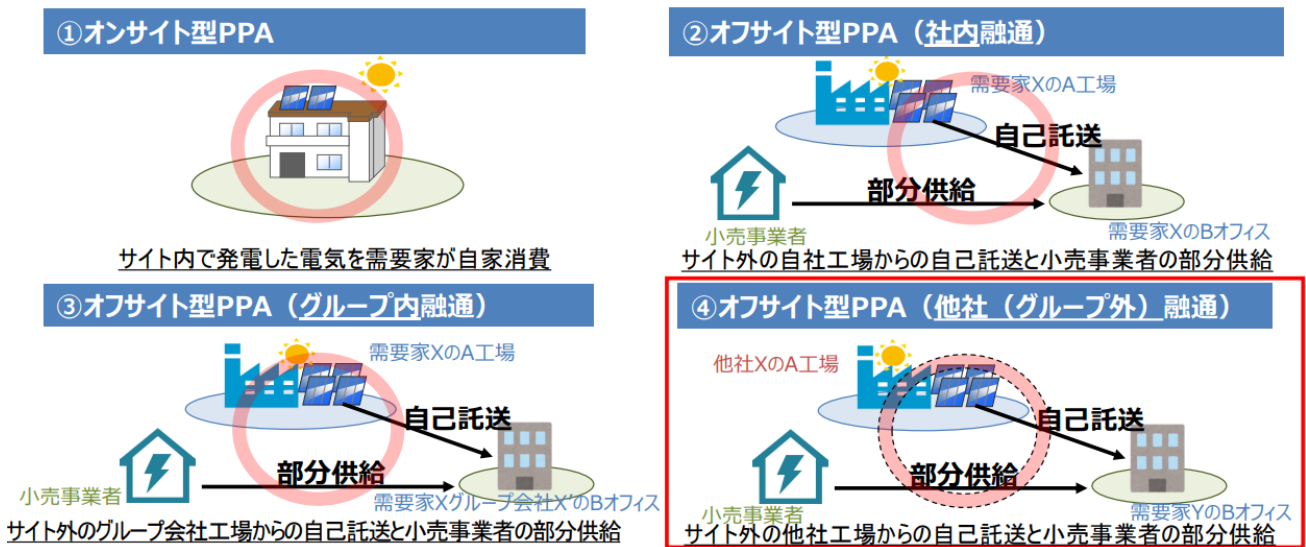 ①オンサイト型PPA
サイト内で発電した電気を需要家が自家消費
②オフサイト型PPA（社内融通）
需要家XのA工場
自己託送
部分供給
小売事業者
需要家XのBオフィス
サイト外の自社工場からの自己託送と小売事業者の部分供給
③オフサイト型PPA（グループ内融通）
需要家XのA工場
自己託送
部分供給
小売事業者
需要家Xグループ会社X'のBオフィス
サイト外のグループ会社工場からの自己託送と小売事業者の部分供給
④オフサイト型PPA（他社（グループ外）融通）
他社XのA工場
自己託送
部分供給
小売事業者
需要家YのBオフィス
サイト外の他社工場からの自己託送と小売事業者の部分供給